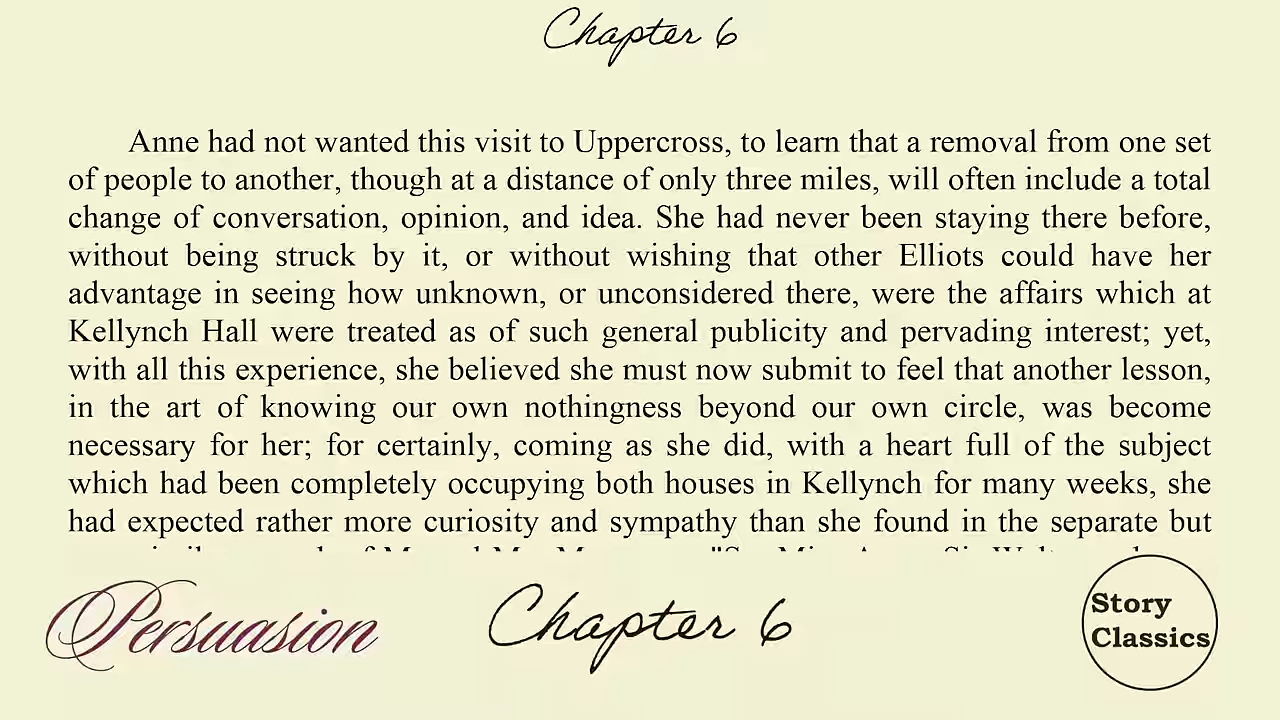 Chapter 6
Anne had not wanted this visit to Uppercross, to learn that a removal from one set
of people to another, though at a distance of only three miles, will often include a total
change of conversation, opinion, and idea. She had never been staying there before,
without being struck by it, or without wishing that other Elliots could have her
advantage in seeing how unknown, or unconsidered there, were the affairs which at
Kellynch Hall were treated as of such general publicity and pervading interest; yet,
with all this experience, she believed she must now submit to feel that another lesson,
in the art of knowing our own nothingness beyond our own circle, was become
necessary for her; for certainly, coming as she did, with a heart full of the subject
which had been completely occupying both houses in Kellynch for many weeks, she
had expected rather more curiosity and sympathy than she found in the separate but
Persuasion
Chapter 6
Story
Classics